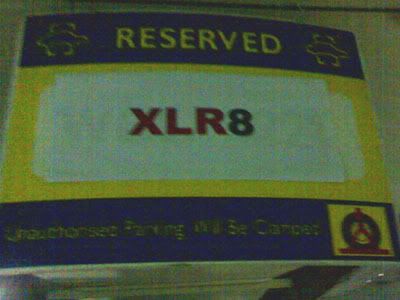 RESERVED
XLR8
Unauthorised Parking Will Be Clamped